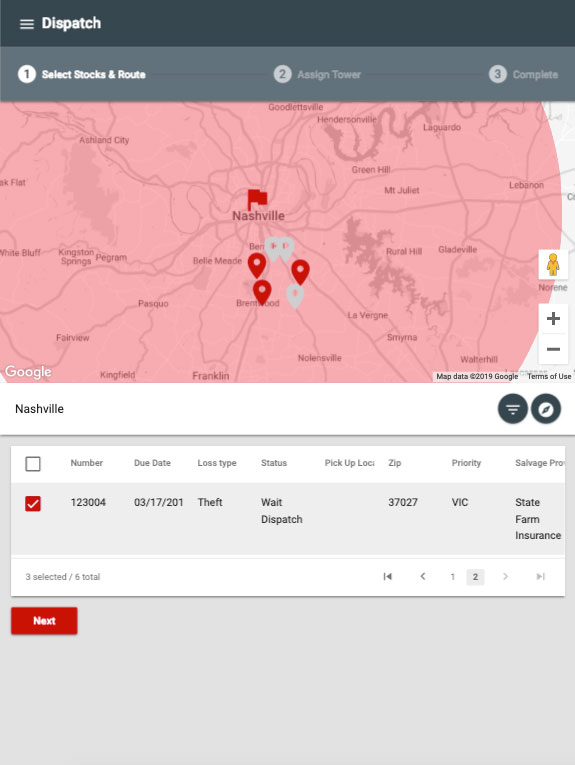 Dispatch
1 Select Stocks & Route
2 Assign Tower
3 Complete
Goodlettsville
Hendersonville
Laguardo
Ashland City
Green Hill
Lebanon
Mt Juliet
Nashville
White Bluff
Kingston
Springs
Pegram
Belle Meade
Rural Hill
Gladeville
Norene
Pasquo
Brentwood
La Vergne
Fairview
Smyrna
Nolensville
Walterhill
Kingfield
Franklin
Google
Map data ©2019 Google
Terms of Use
Nashville
Number Due Date Loss type Status Pick Up Loca Zip Priority Salvage Prov
123004 03/17/201 Theft Wait Dispatch 37027 VIC State Farm Insurance
3 selected / 6 total
1 2
Next